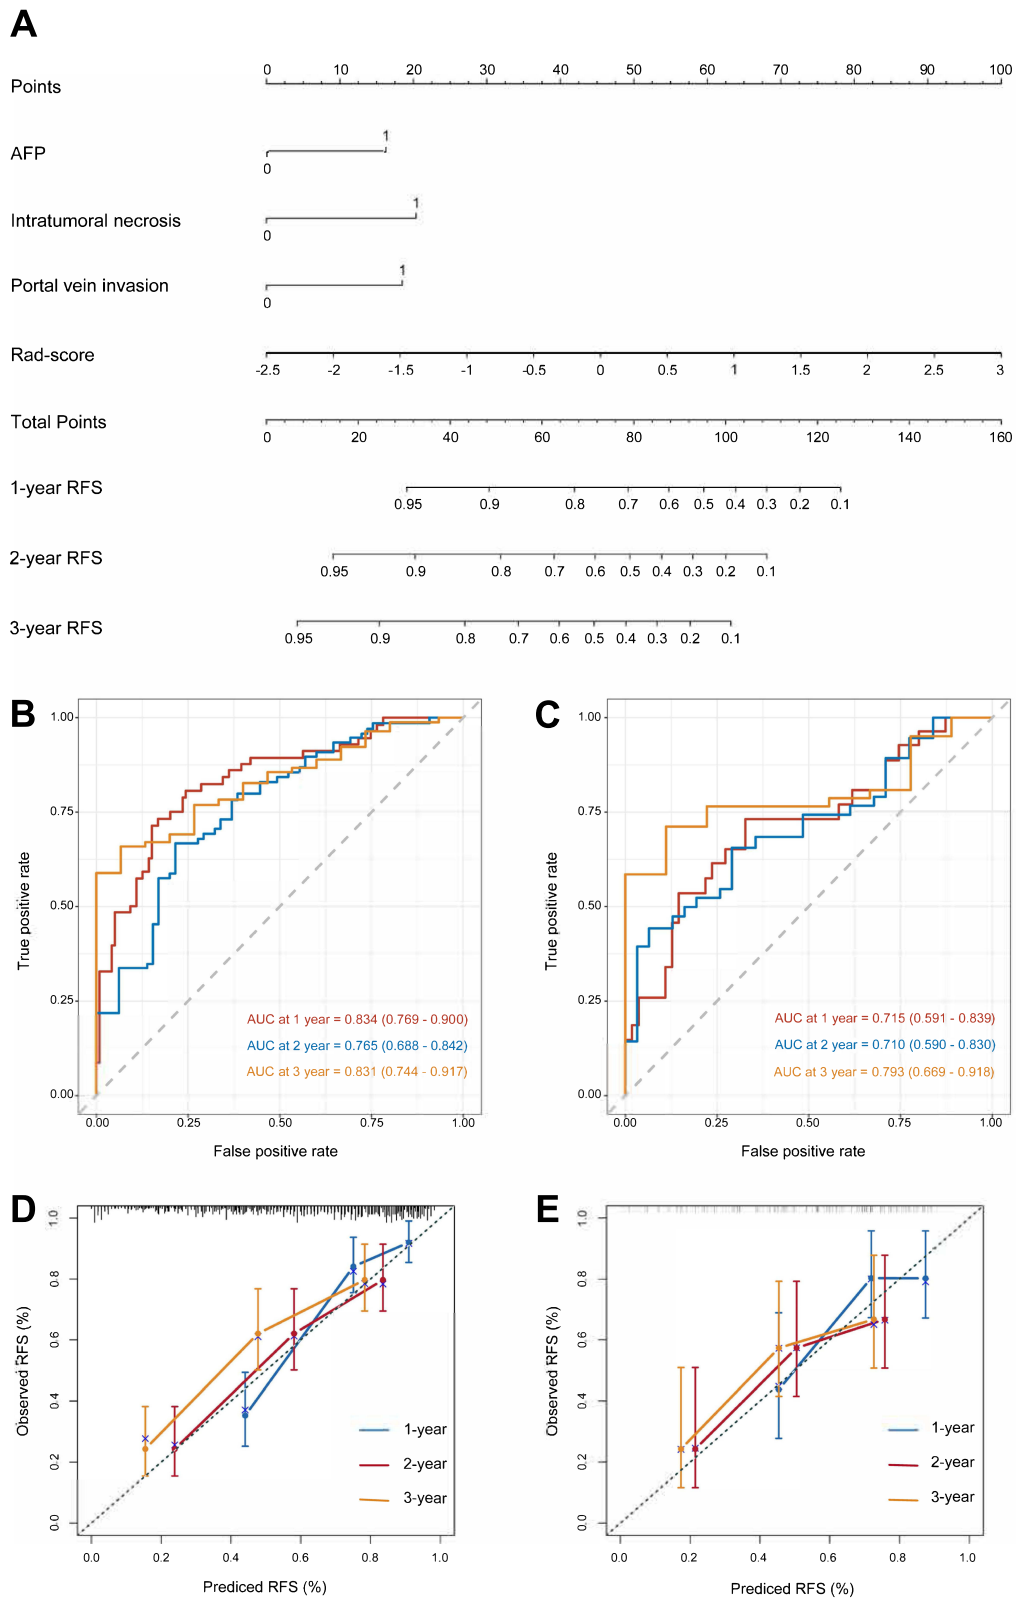 A
Points
0 10 20 30 40 50 60 70 80 90 100
AFP
1
0
Intratumoral necrosis
1
0
Portal vein invasion
1
0
Rad-score
-2.5 -2 -1.5 -1 -0.5 0 0.5 1 1.5 2 2.5 3
Total Points
0 20 40 60 80 100 120 140 160
1-year RFS
0.95 0.9 0.8 0.7 0.6 0.5 0.4 0.3 0.2 0.1
2-year RFS
0.95 0.9 0.8 0.7 0.6 0.5 0.4 0.3 0.2 0.1
3-year RFS
0.95 0.9 0.8 0.7 0.6 0.5 0.4 0.3 0.2 0.1
B
True positive rate
1.00
0.75
0.50
0.25
0.00
AUC at 1 year = 0.834 (0.769 - 0.900)
AUC at 2 year = 0.765 (0.688 - 0.842)
AUC at 3 year = 0.831 (0.744 - 0.917)
0.00 0.25 0.50 0.75 1.00
False positive rate
C
True positive rate
1.00
0.75
0.50
0.25
0.00
AUC at 1 year = 0.715 (0.591 - 0.839)
AUC at 2 year = 0.710 (0.590 - 0.830)
AUC at 3 year = 0.793 (0.669 - 0.918)
0.00 0.25 0.50 0.75 1.00
False positive rate
D
Observed RFS (%)
1.0
0.8
0.6
0.4
0.2
0.0
1-year
2-year
3-year
0.0 0.2 0.4 0.6 0.8 1.0
Prediced RFS (%)
E
Observed RFS (%)
1.0
0.8
0.6
0.4
0.2
0.0
1-year
2-year
3-year
0.0 0.2 0.4 0.6 0.8 1.0
Prediced RFS (%)